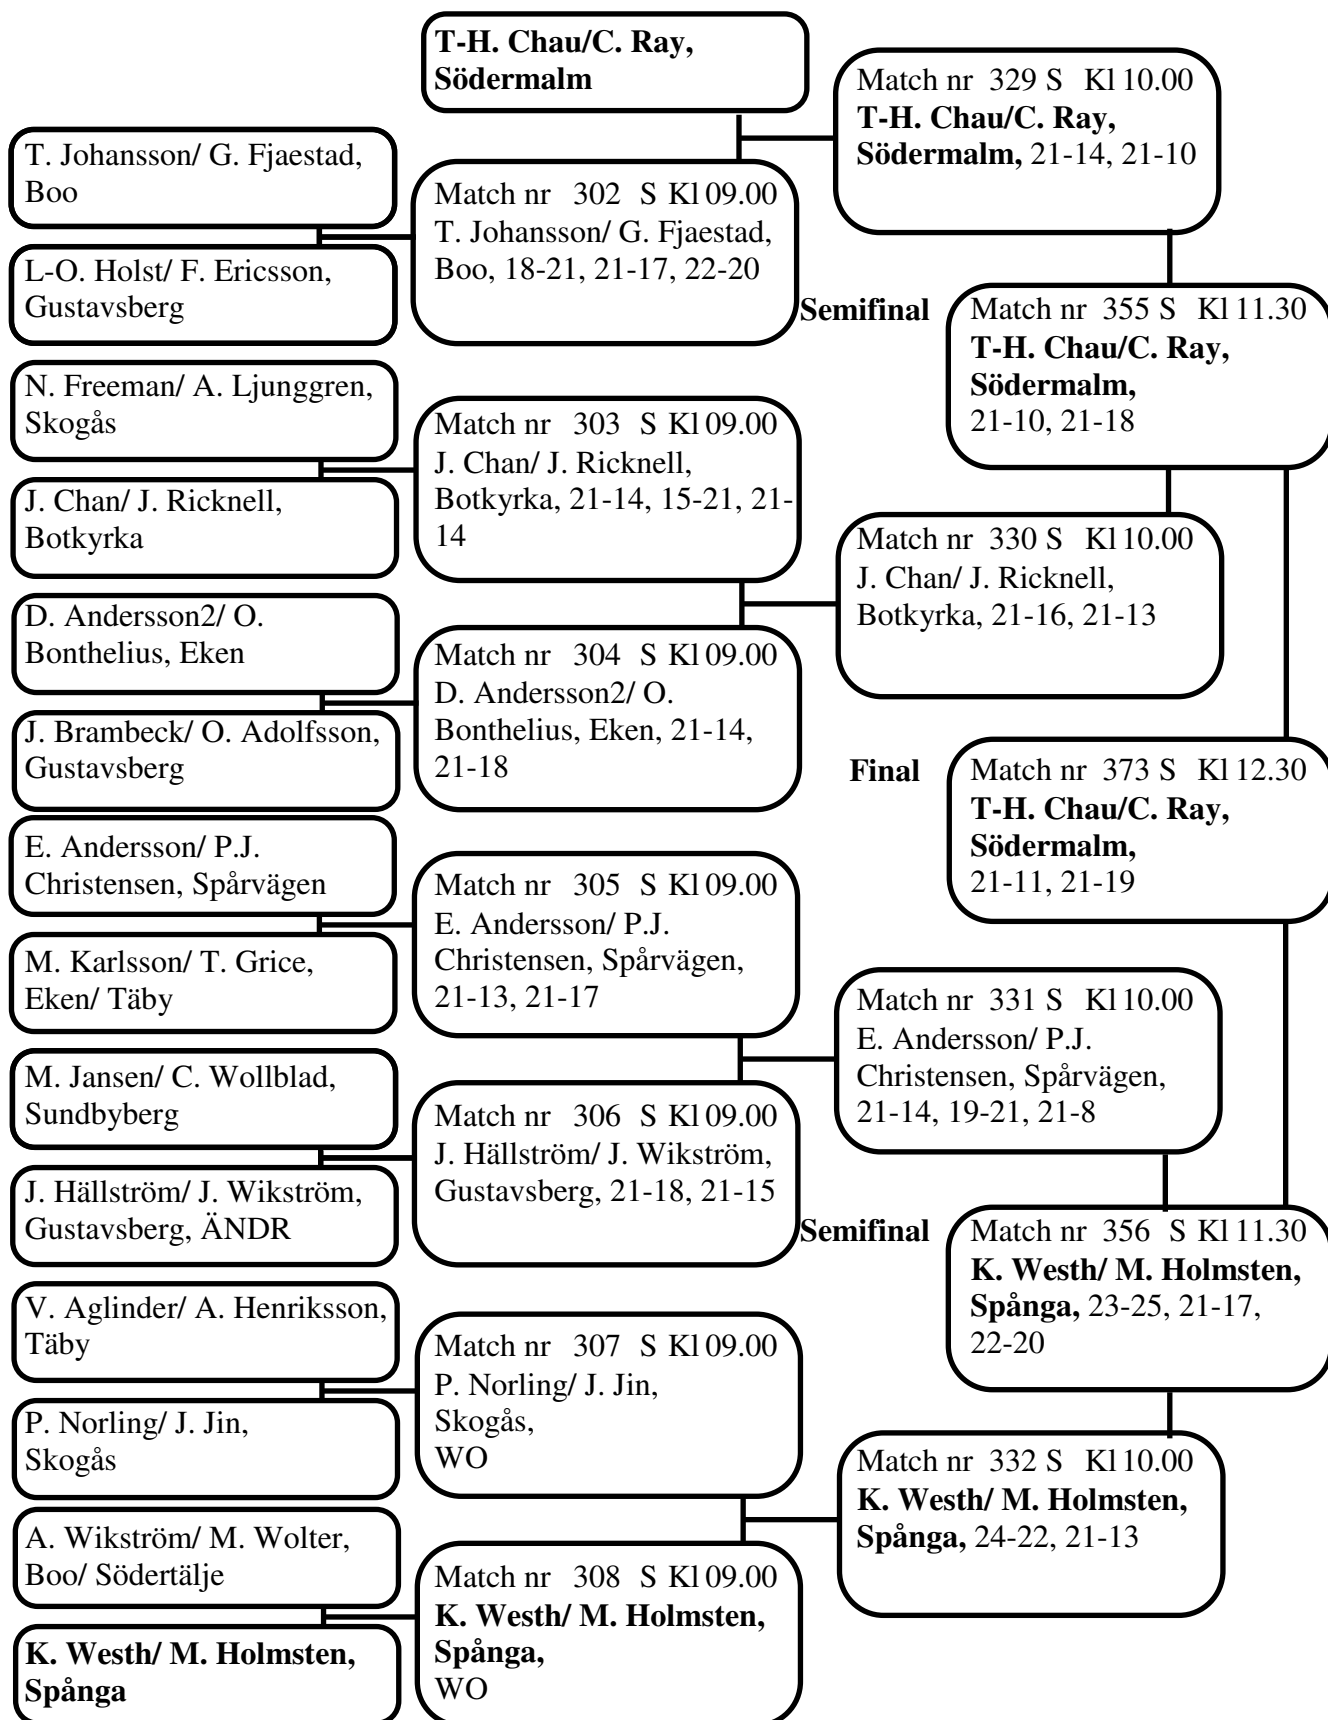 T-H. Chau/C. Ray,
Södermalm
T. Johansson/ G. Fjaestad,
Boo
L-O. Holst/ F. Ericsson,
Gustavsberg
N. Freeman/ A. Ljunggren,
Skogås
J. Chan/ J. Ricknell,
Botkyrka
D. Andersson2/ O.
Bonthelius, Eken
J. Brambeck/ O. Adolfsson,
Gustavsberg
E. Andersson/ P.J.
Christensen, Spårvägen
M. Karlsson/ T. Grice,
Eken/ Täby
M. Jansen/ C. Wollblad,
Sundbyberg
J. Hällström/ J. Wikström,
Gustavsberg, ÄNDR
V. Aglinder/ A. Henriksson,
Täby
P. Norling/ J. Jin,
Skogås
A. Wikström/ M. Wolter,
Boo/ Södertälje
K. Westh/ M. Holmsten,
Spånga
Match nr 302 S Kl 09.00
T. Johansson/ G. Fjaestad,
Boo, 18-21, 21-17, 22-20
Match nr 303 S Kl 09.00
J. Chan/ J. Ricknell,
Botkyrka, 21-14, 15-21, 21-
14
Match nr 304 S Kl 09.00
D. Andersson2/ O.
Bonthelius, Eken, 21-14,
21-18
Match nr 305 S Kl 09.00
E. Andersson/ P.J.
Christensen, Spårvägen,
21-13, 21-17
Match nr 306 S Kl 09.00
J. Hällström/ J. Wikström,
Gustavsberg, 21-18, 21-15
Match nr 307 S Kl 09.00
P. Norling/ J. Jin,
Skogås,
WO
Match nr 308 S Kl 09.00
K. Westh/ M. Holmsten,
Spånga,
WO
Match nr 329 S Kl 10.00
T-H. Chau/C. Ray,
Södermalm, 21-14, 21-10
Match nr 330 S Kl 10.00
J. Chan/ J. Ricknell,
Botkyrka, 21-16, 21-13
Match nr 331 S Kl 10.00
E. Andersson/ P.J.
Christensen, Spårvägen,
21-14, 19-21, 21-8
Match nr 332 S Kl 10.00
K. Westh/ M. Holmsten,
Spånga, 24-22, 21-13
Semifinal
Match nr 355 S Kl 11.30
T-H. Chau/C. Ray,
Södermalm,
21-10, 21-18
Final
Match nr 373 S Kl 12.30
T-H. Chau/C. Ray,
Södermalm,
21-11, 21-19
Semifinal
Match nr 356 S Kl 11.30
K. Westh/ M. Holmsten,
Spånga, 23-25, 21-17,
22-20